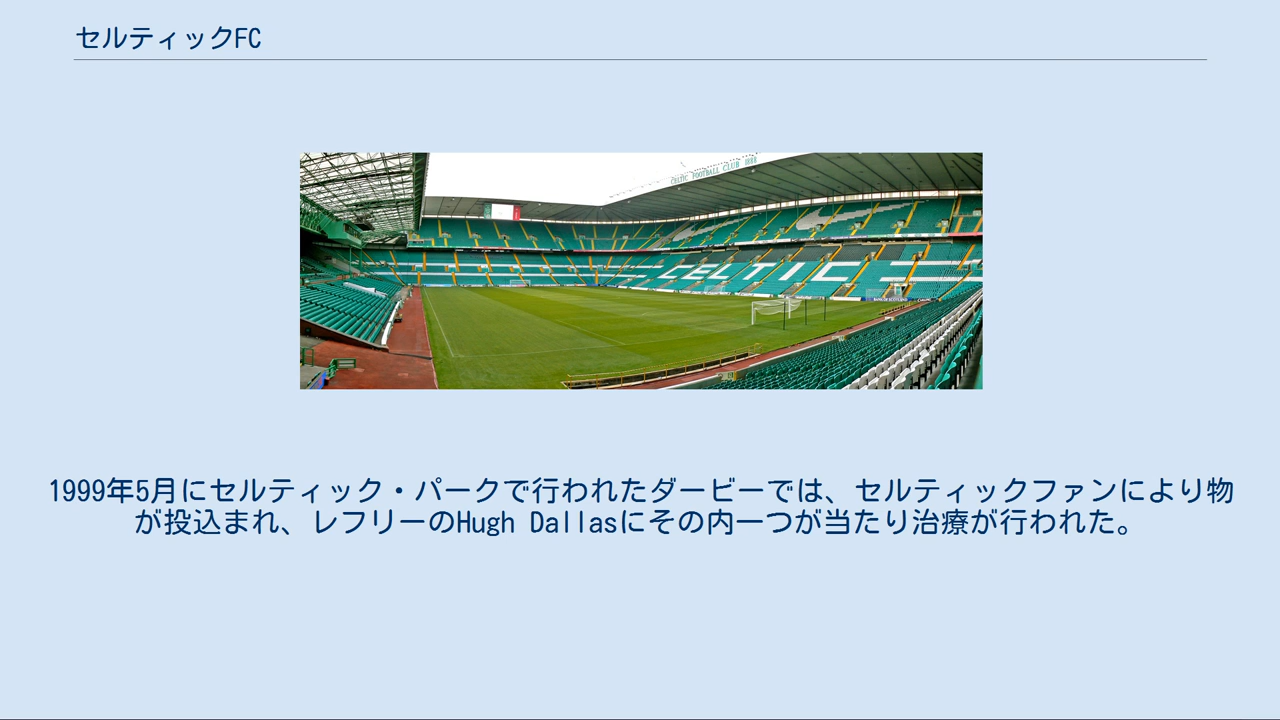 セルティックFC
CELTIC FOOTBALL CLUB 1888
CELTIC
1999年5月にセルティック・パークで行われたダービーでは、セルティックファンにより物
が投込まれ、レフリーのHugh Dallasにその内一つが当たり治療が行われた。